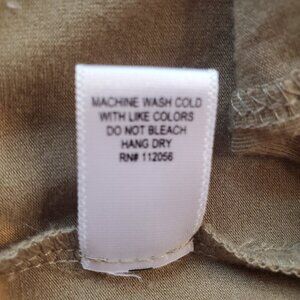 MACHINE WASH COLD
WITH LIKE COLORS
DO NOT BLEACH
HANG DRY
RN# 112056